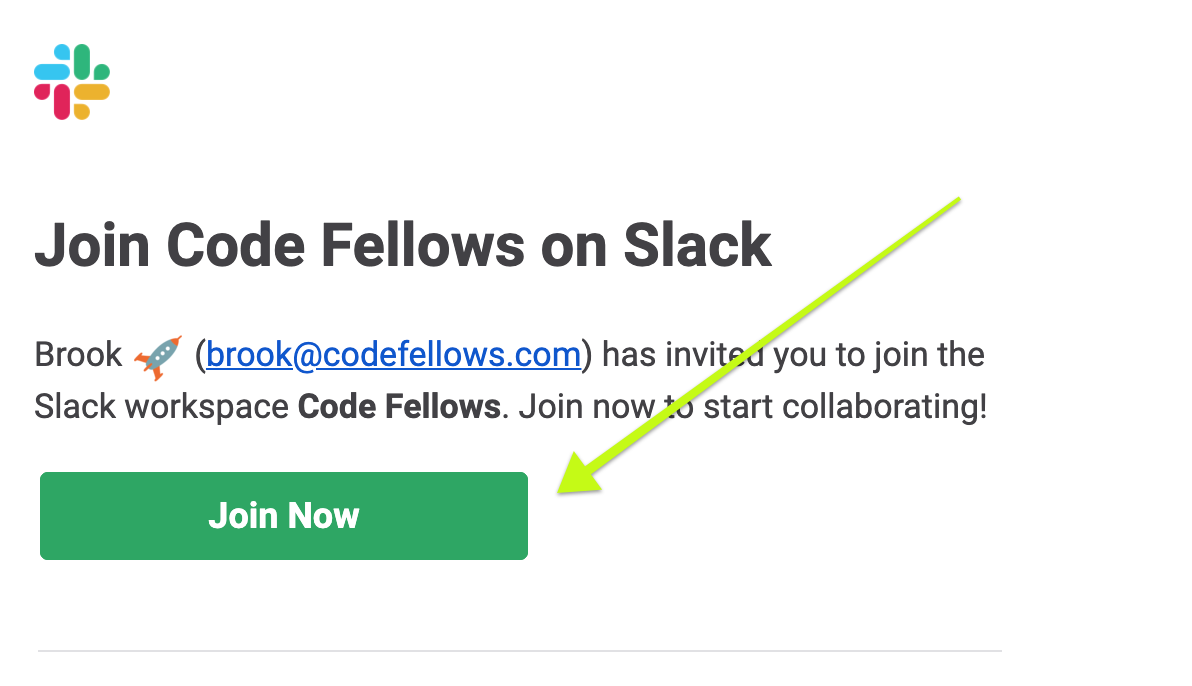 Join Code Fellows on Slack
Brook 🚀 (brook@codefellows.com) has invited you to join the
Slack workspace Code Fellows. Join now to start collaborating!
Join Now